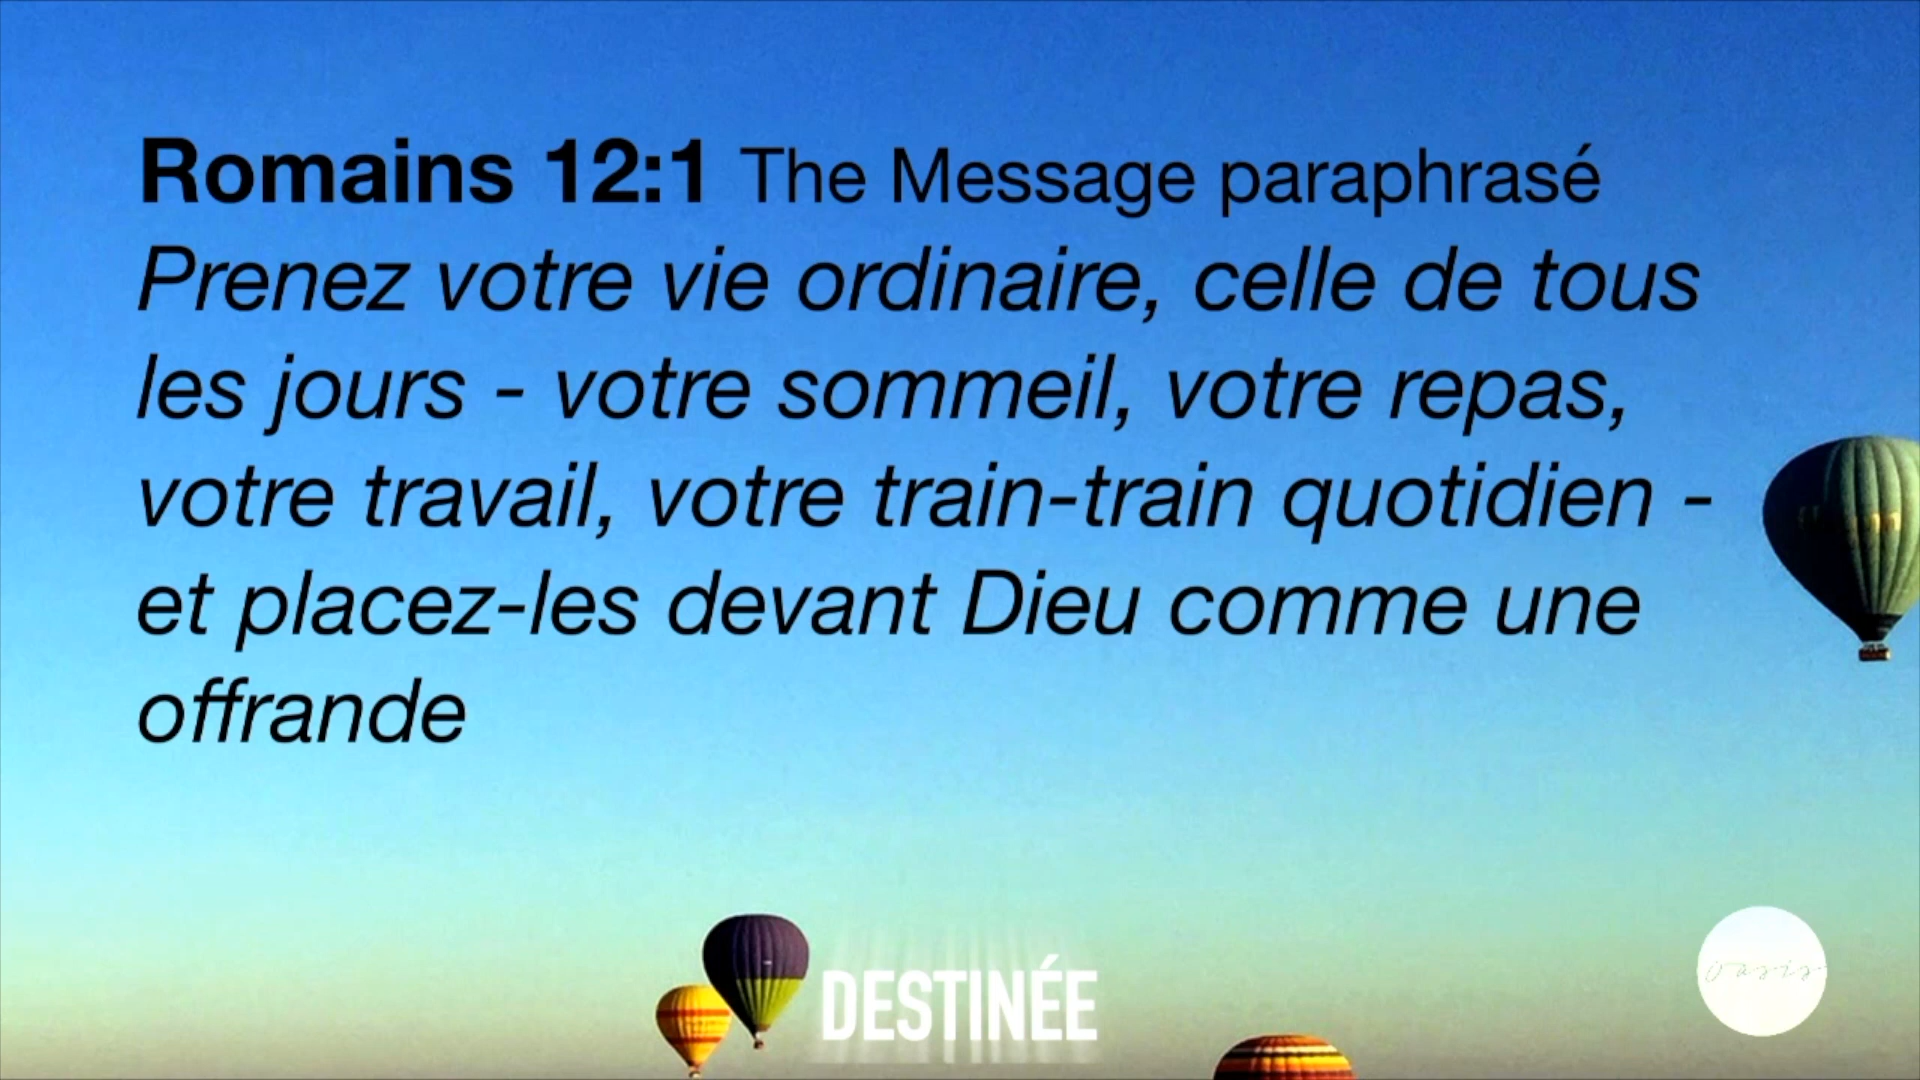 Romains 12:1 The Message paraphrasé
Prenez votre vie ordinaire, celle de tous
les jours - votre sommeil, votre repas,
votre travail, votre train-train quotidien -
et placez-les devant Dieu comme une
offrande
DESTINÉE
oasis